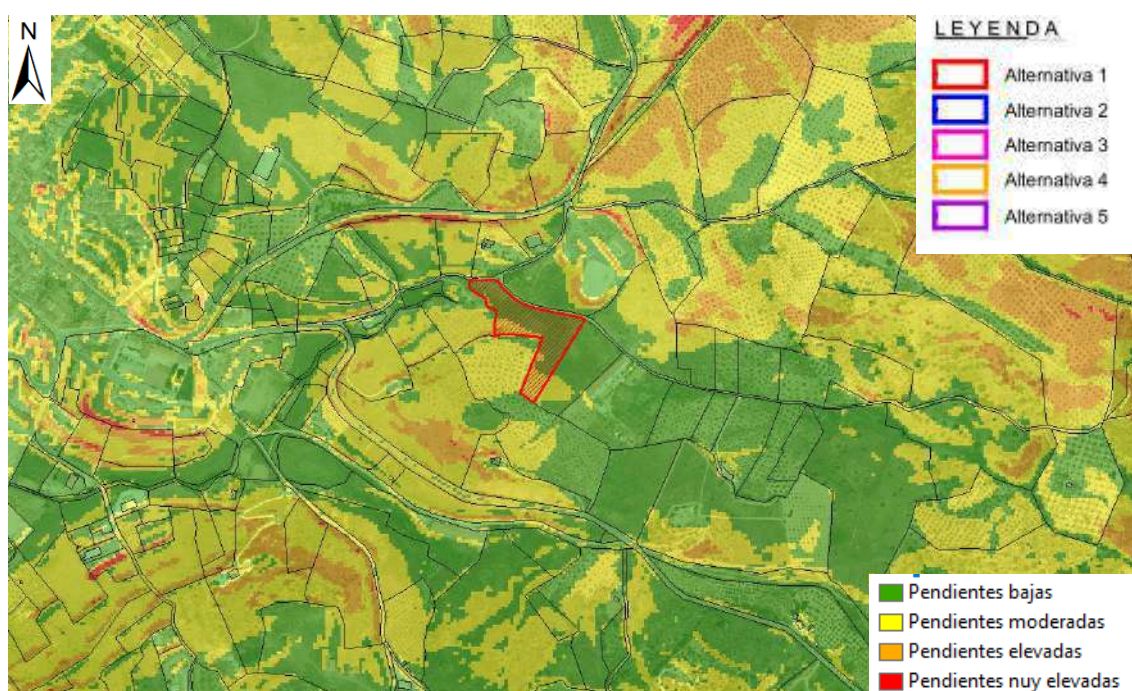 N
LEYENDA
Alternativa 1
Alternativa 2
Alternativa 3
Alternativa 4
Alternativa 5
Pendientes bajas
Pendientes moderadas
Pendientes elevadas
Pendientes nuy elevadas